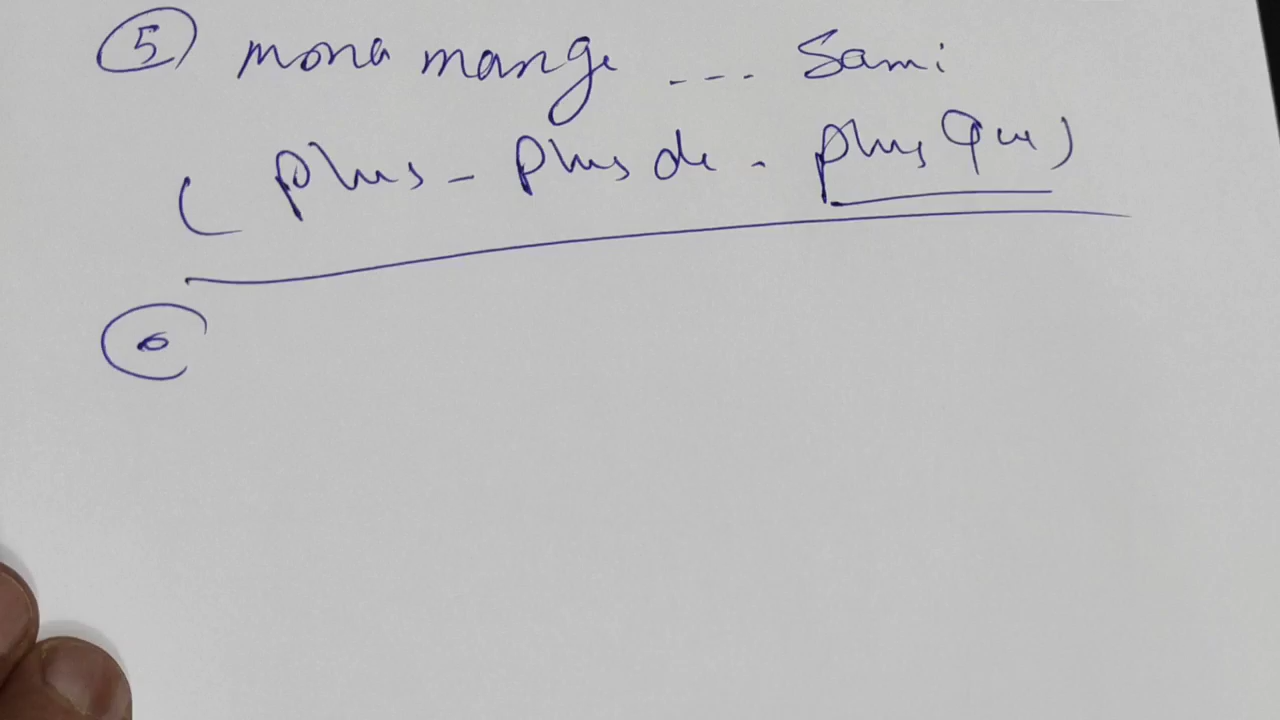 5 mona mange --- Sami
( plus - plus de - plus que )
6